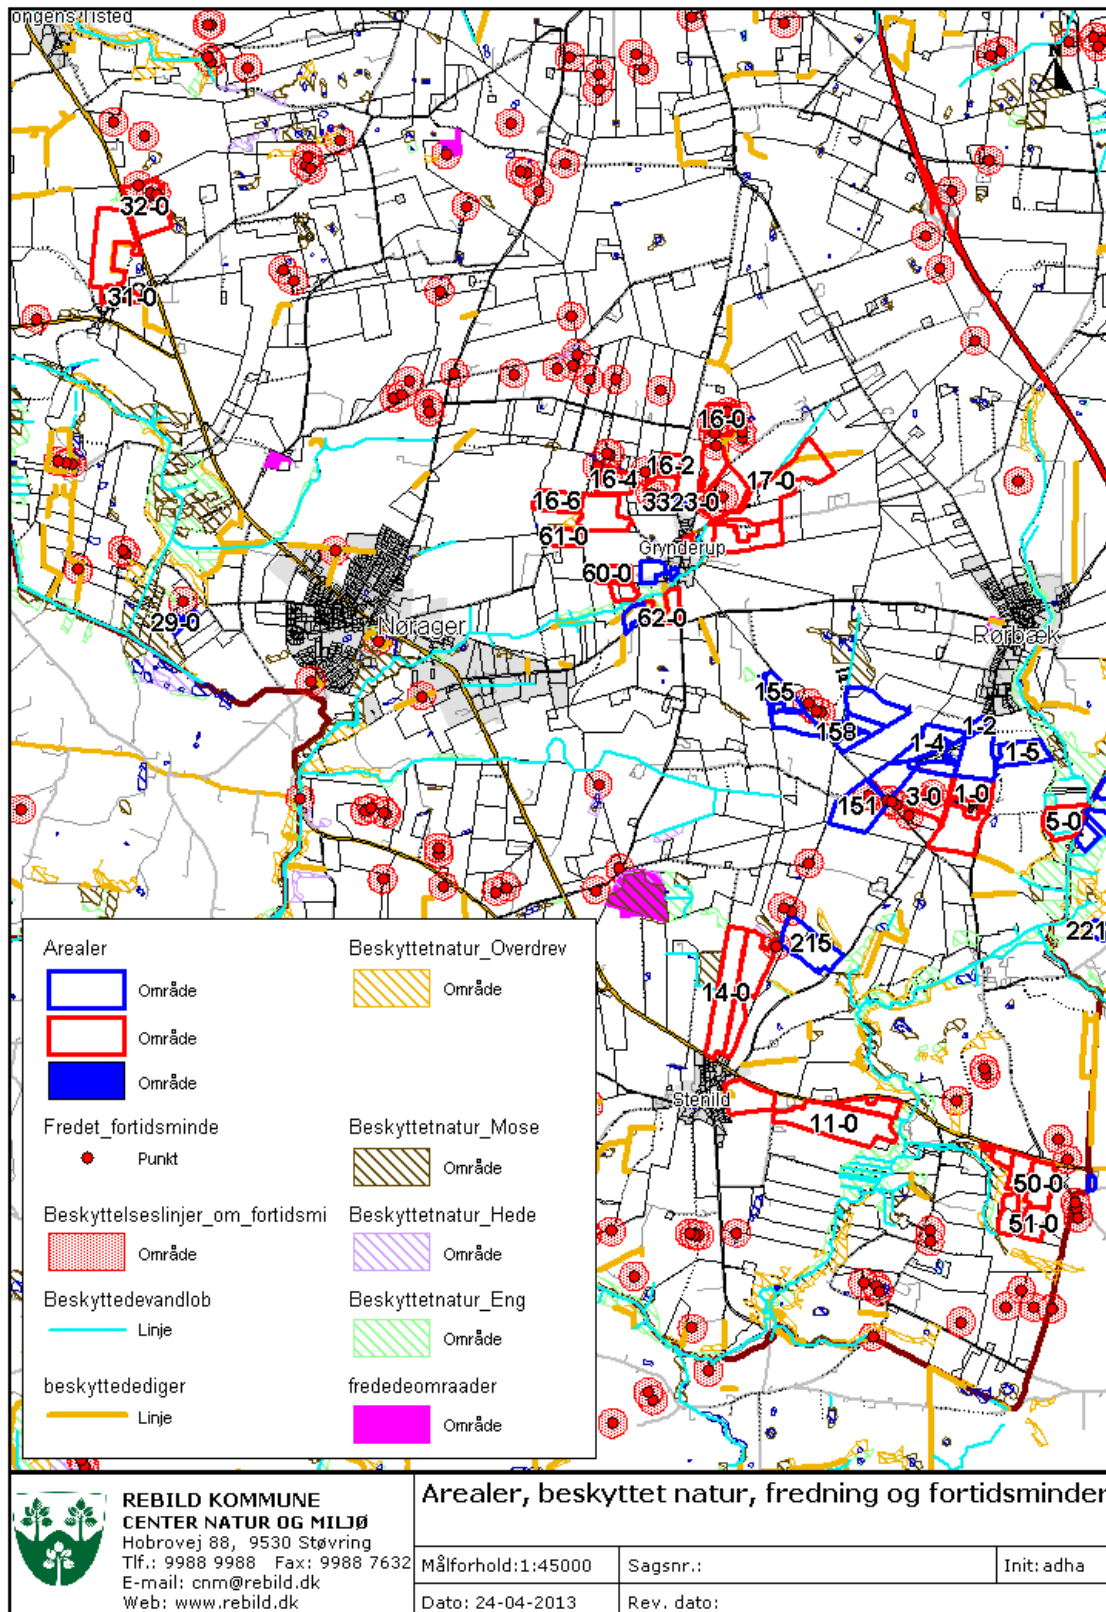 ongens Tisted
N
32-0
31-0
16-0
16-2
17-0
16-4
3323-0
16-6
61-0
Grynderup
60-0
29-0
62-0
Nørager
Rørbæk
155
158
1-2
1-4
1-5
151
3-0
1-0
5-0
215
221
14-0
Stenild
11-0
50-0
51-0
Arealer
Område
Område
Område
Fredet_fortidsminde
Punkt
Beskyttelseslinjer_om_fortidsmi
Område
Beskyttedevandlob
Linje
beskyttedediger
Linje
Beskyttetnatur_Overdrev
Område
Beskyttetnatur_Mose
Område
Beskyttetnatur_Hede
Område
Beskyttetnatur_Eng
Område
frededeomraader
Område
REBILD KOMMUNE
CENTER NATUR OG MILJØ
Hobrovej 88, 9530 Støvring
Tlf.: 9988 9988 Fax: 9988 7632
E-mail: cnm@rebild.dk
Web: www.rebild.dk
Arealer, beskyttet natur, fredning og fortidsminder
Målforhold:1:45000
Sagsnr.:
Init: adha
Dato: 24-04-2013
Rev. dato: